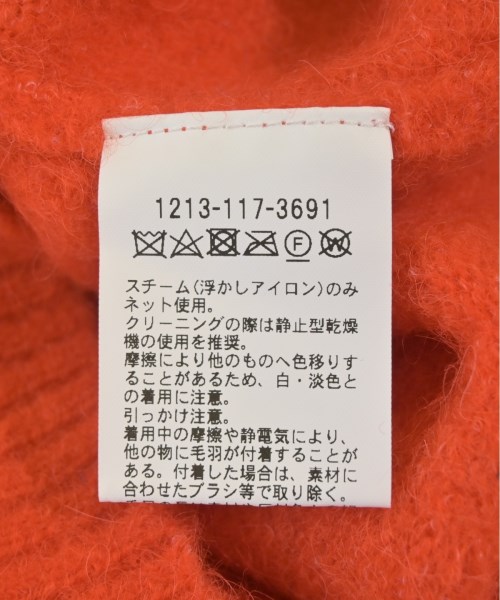 1213-117-3691
スチーム(浮かしアイロン)のみ
ネット使用。
クリーニングの際は静止型乾燥
機の使用を推奨。
摩擦により他のものへ色移りす
ることがあるため、白・淡色と
の着用に注意。
引っかけ注意。
着用中の摩擦や静電気により、
他の物に毛羽が付着することが
ある。付着した場合は、素材に
合わせたブラシ等で取り除く。